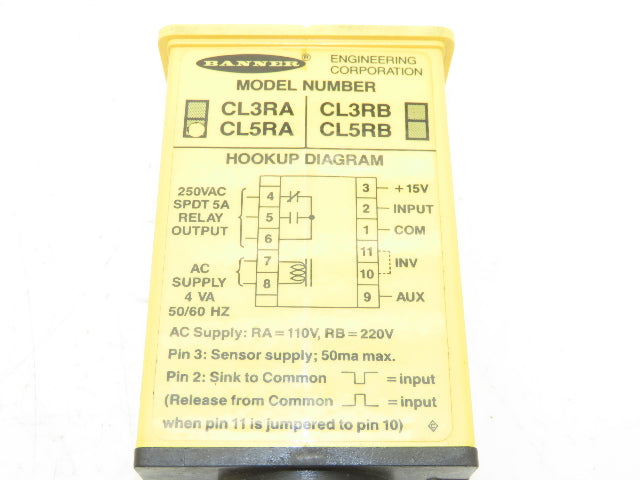 BANNER ® ENGINEERING CORPORATION
MODEL NUMBER
CL3RA CL3RB
CL5RA CL5RB
HOOKUP DIAGRAM
250VAC
SPDT 5A
RELAY
OUTPUT
4
5
6
AC
SUPPLY
4 VA
50/60 HZ
7
8
3 +15V
2 INPUT
1 COM
11
INV
10
9 AUX
AC Supply: RA = 110V, RB = 220V
Pin 3: Sensor supply; 50ma max.
Pin 2: Sink to Common = input
(Release from Common = input
when pin 11 is jumpered to pin 10)